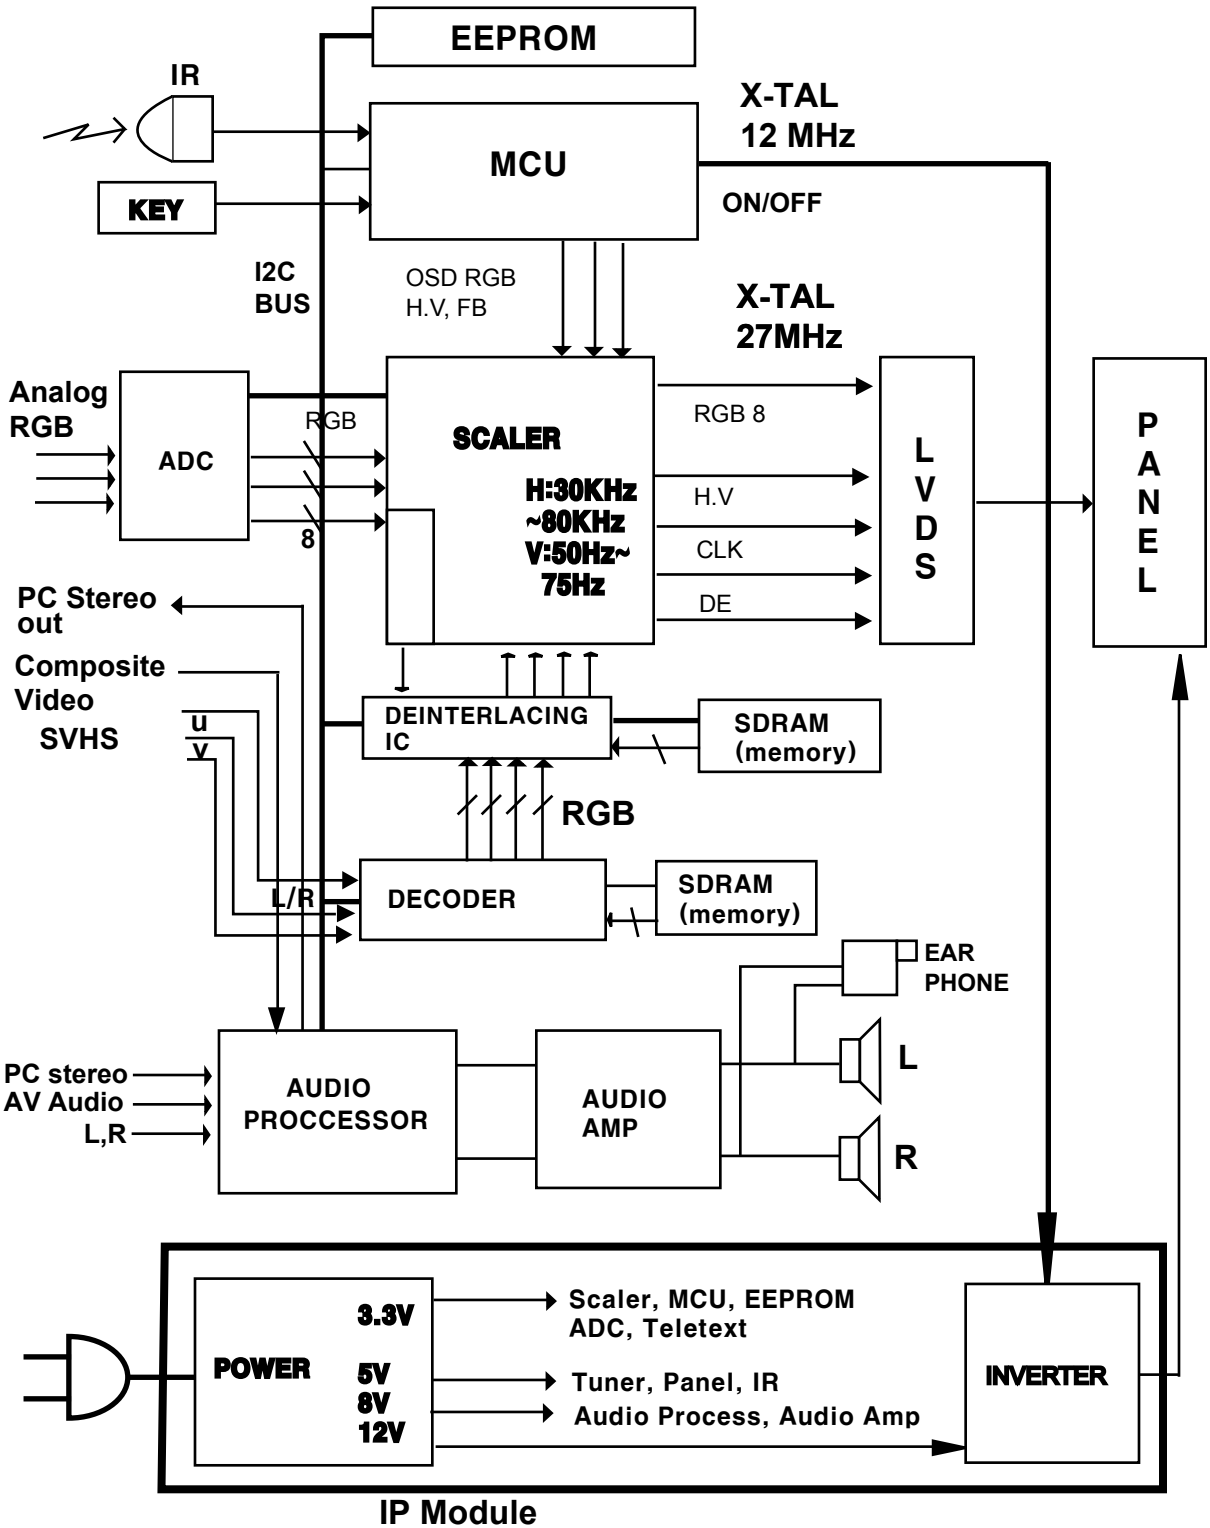 EEPROM
IR
X-TAL
12 MHz
MCU
KEY
ON/OFF
I2C
BUS
OSD RGB
H.V, FB
X-TAL
27MHz
Analog
RGB
ADC
RGB
8
SCALER
H:30KHz
~80KHz
V:50Hz~
75Hz
RGB 8
H.V
CLK
DE
LVDS
PANEL
PC Stereo
out
Composite
Video
SVHS
u
v
DEINTERLACING
IC
SDRAM
(memory)
RGB
L/R
DECODER
SDRAM
(memory)
EAR
PHONE
L
R
PC stereo
AV Audio
L,R
AUDIO
PROCCESSOR
AUDIO
AMP
POWER
3.3V
5V
8V
12V
Scaler, MCU, EEPROM
ADC, Teletext
Tuner, Panel, IR
Audio Process, Audio Amp
INVERTER
IP Module